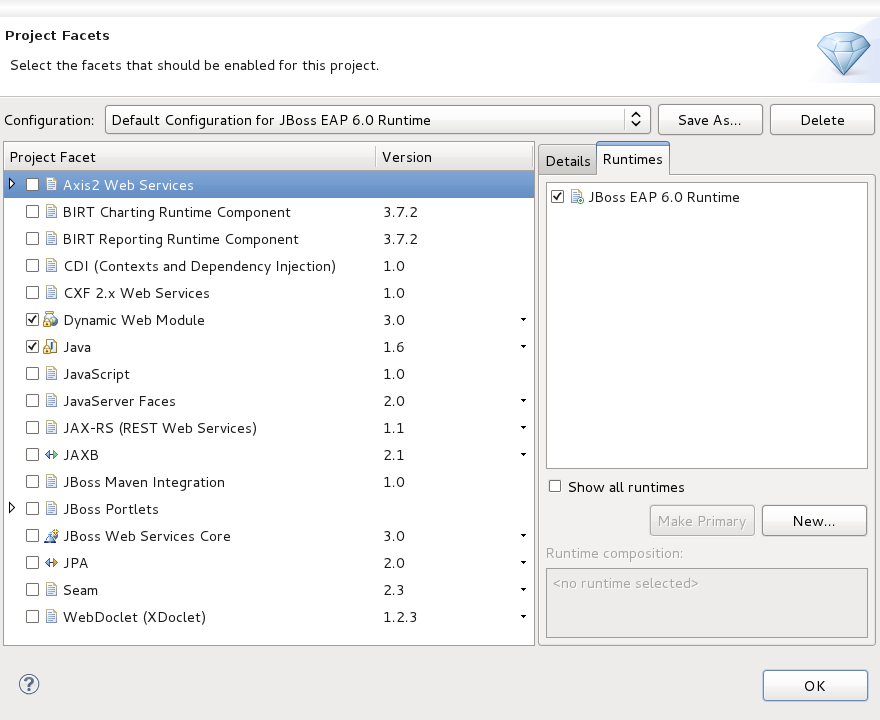 Project Facets
Select the facets that should be enabled for this project.
Configuration: Default Configuration for JBoss EAP 6.0 Runtime Save As... Delete
Project Facet Version
Details Runtimes
Axis2 Web Services
JBoss EAP 6.0 Runtime
BIRT Charting Runtime Component 3.7.2
BIRT Reporting Runtime Component 3.7.2
CDI (Contexts and Dependency Injection) 1.0
CXF 2.x Web Services 1.0
Dynamic Web Module 3.0
Java 1.6
JavaScript 1.0
JavaServer Faces 2.0
JAX-RS (REST Web Services) 1.1
JAXB 2.1
JBoss Maven Integration 1.0
JBoss Portlets
JBoss Web Services Core 3.0
JPA 2.0
Seam 2.3
WebDoclet (XDoclet) 1.2.3
Show all runtimes
Make Primary New...
Runtime composition:
<no runtime selected>
? OK